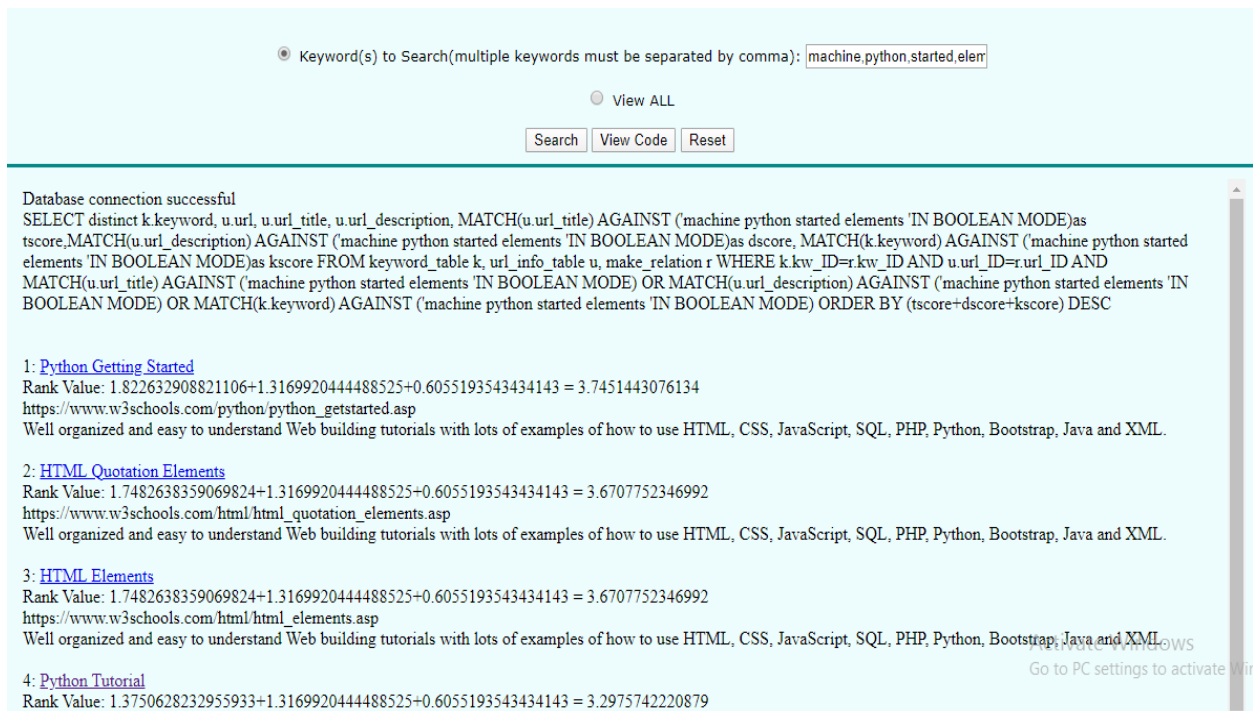 Keyword(s) to Search(multiple keywords must be separated by comma): machine,python,started,elem
View ALL
Search View Code Reset
Database connection successful
SELECT distinct k.keyword, u.url, u.url_title, u.url_description, MATCH(u.url_title) AGAINST ('machine python started elements 'IN BOOLEAN MODE)as
tscore,MATCH(u.url_description) AGAINST ('machine python started elements 'IN BOOLEAN MODE)as dscore, MATCH(k.keyword) AGAINST ('machine python started
elements 'IN BOOLEAN MODE)as kscore FROM keyword_table k, url_info_table u, make_relation r WHERE k.kw_ID=r.kw_ID AND u.url_ID=r.url_ID AND
MATCH(u.url_title) AGAINST ('machine python started elements 'IN BOOLEAN MODE) OR MATCH(u.url_description) AGAINST ('machine python started elements 'IN
BOOLEAN MODE) OR MATCH(k.keyword) AGAINST ('machine python started elements 'IN BOOLEAN MODE) ORDER BY (tscore+dscore+kscore) DESC
1: Python Getting Started
Rank Value: 1.822632908821106+1.3169920444488525+0.6055193543434143 = 3.7451443076134
https://www.w3schools.com/python/python_getstarted.asp
Well organized and easy to understand Web building tutorials with lots of examples of how to use HTML, CSS, JavaScript, SQL, PHP, Python, Bootstrap, Java and XML.
2: HTML Quotation Elements
Rank Value: 1.7482638359069824+1.3169920444488525+0.6055193543434143 = 3.6707752346992
https://www.w3schools.com/html/html_quotation_elements.asp
Well organized and easy to understand Web building tutorials with lots of examples of how to use HTML, CSS, JavaScript, SQL, PHP, Python, Bootstrap, Java and XML.
3: HTML Elements
Rank Value: 1.7482638359069824+1.3169920444488525+0.6055193543434143 = 3.6707752346992
https://www.w3schools.com/html/html_elements.asp
Well organized and easy to understand Web building tutorials with lots of examples of how to use HTML, CSS, JavaScript, SQL, PHP, Python, Bootstrap, Java and XML.
Activate Windows
Go to PC settings to activate Win
4: Python Tutorial
Rank Value: 1.3750628232955933+1.3169920444488525+0.6055193543434143 = 3.2975742220879